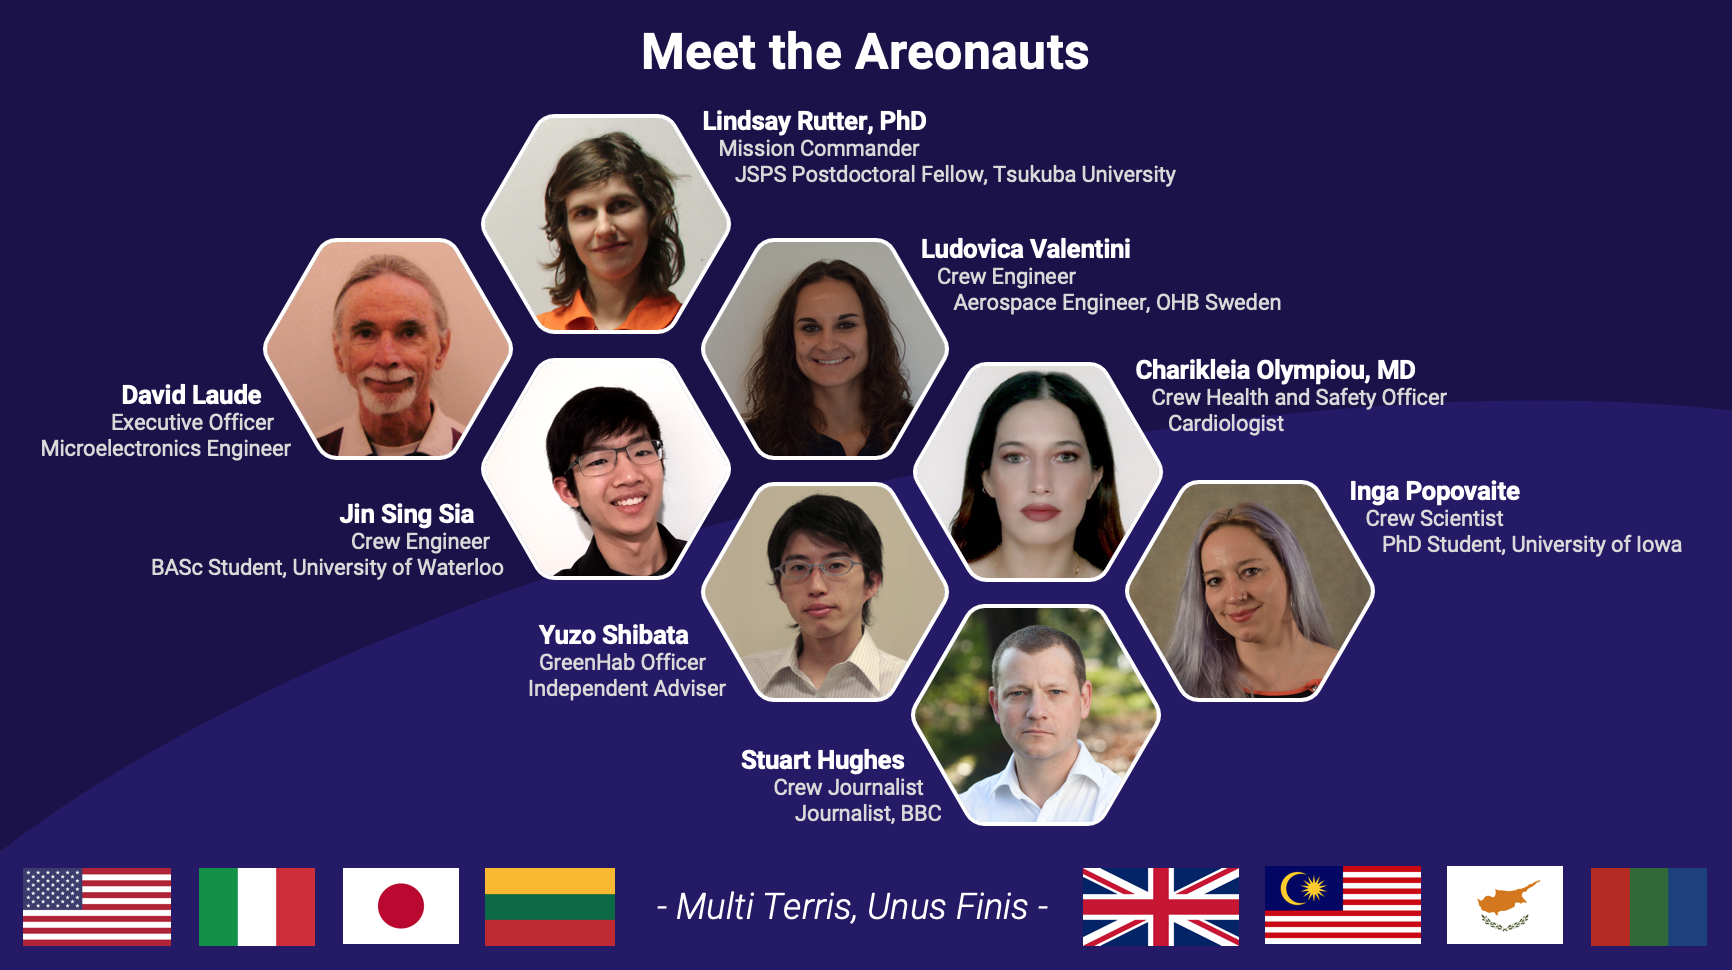 Meet the Areonauts
Lindsay Rutter, PhD
Mission Commander
JSPS Postdoctoral Fellow, Tsukuba University
Ludovica Valentini
Crew Engineer
Aerospace Engineer, OHB Sweden
David Laude
Executive Officer
Microelectronics Engineer
Charikleia Olympiou, MD
Crew Health and Safety Officer
Cardiologist
Jin Sing Sia
Crew Engineer
BASc Student, University of Waterloo
Inga Popovaite
Crew Scientist
PhD Student, University of Iowa
Yuzo Shibata
GreenHab Officer
Independent Adviser
Stuart Hughes
Crew Journalist
Journalist, BBC
- Multi Terris, Unus Finis -